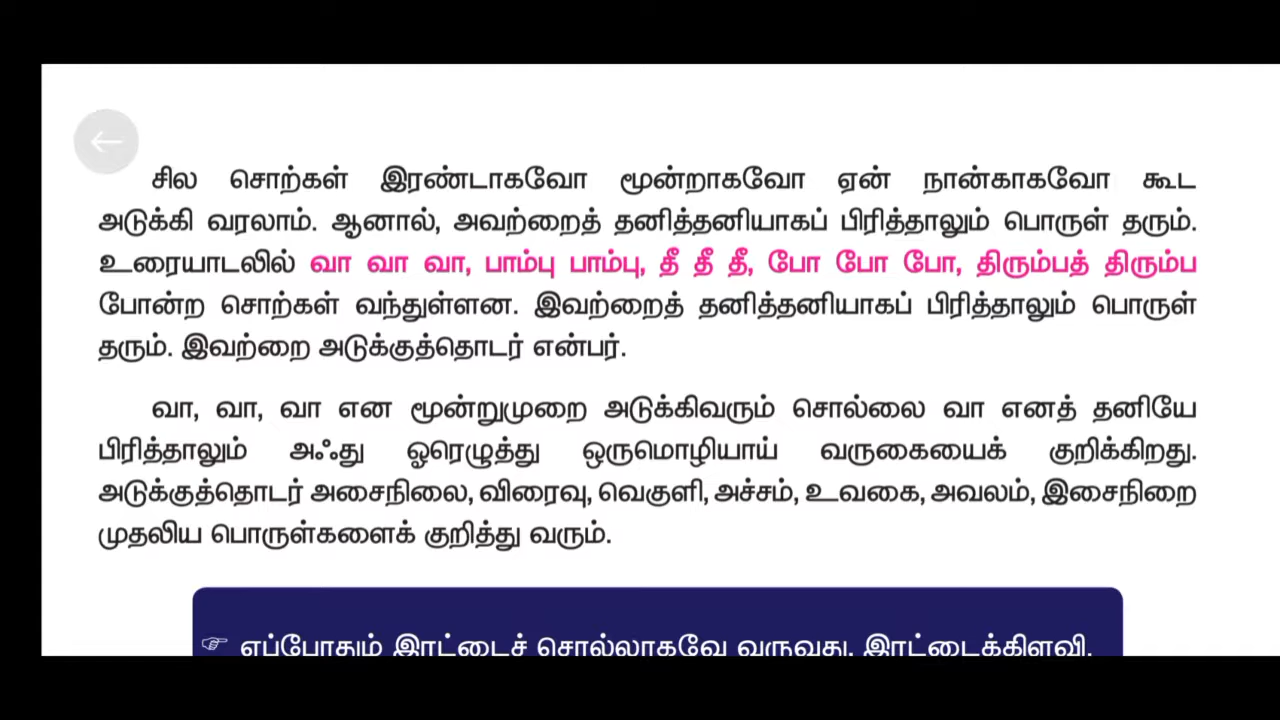 சில சொற்கள் இரண்டாகவோ மூன்றாகவோ ஏன் நான்காகவோ கூட
அடுக்கி வரலாம். ஆனால், அவற்றைத் தனித்தனியாகப் பிரித்தாலும் பொருள் தரும்.
உரையாடலில் வா வா வா, பாம்பு பாம்பு, தீ தீ தீ, போ போ போ, திரும்பத் திரும்ப
போன்ற சொற்கள் வந்துள்ளன. இவற்றைத் தனித்தனியாகப் பிரித்தாலும் பொருள்
தரும். இவற்றை அடுக்குத்தொடர் என்பர்.
வா, வா, வா என மூன்றுமுறை அடுக்கிவரும் சொல்லை வா எனத் தனியே
பிரித்தாலும் அஃது ஓரெழுத்து ஒருமொழியாய் வருகையைக் குறிக்கிறது.
அடுக்குத்தொடர் அசைநிலை, விரைவு, வெகுளி, அச்சம், உவகை, அவலம், இசைநிறை
முதலிய பொருள்களைக் குறித்து வரும்.
☞ எப்போதும் இரட்டைச் சொல்லாகவே வருவது, இரட்டைக்கிளவி.